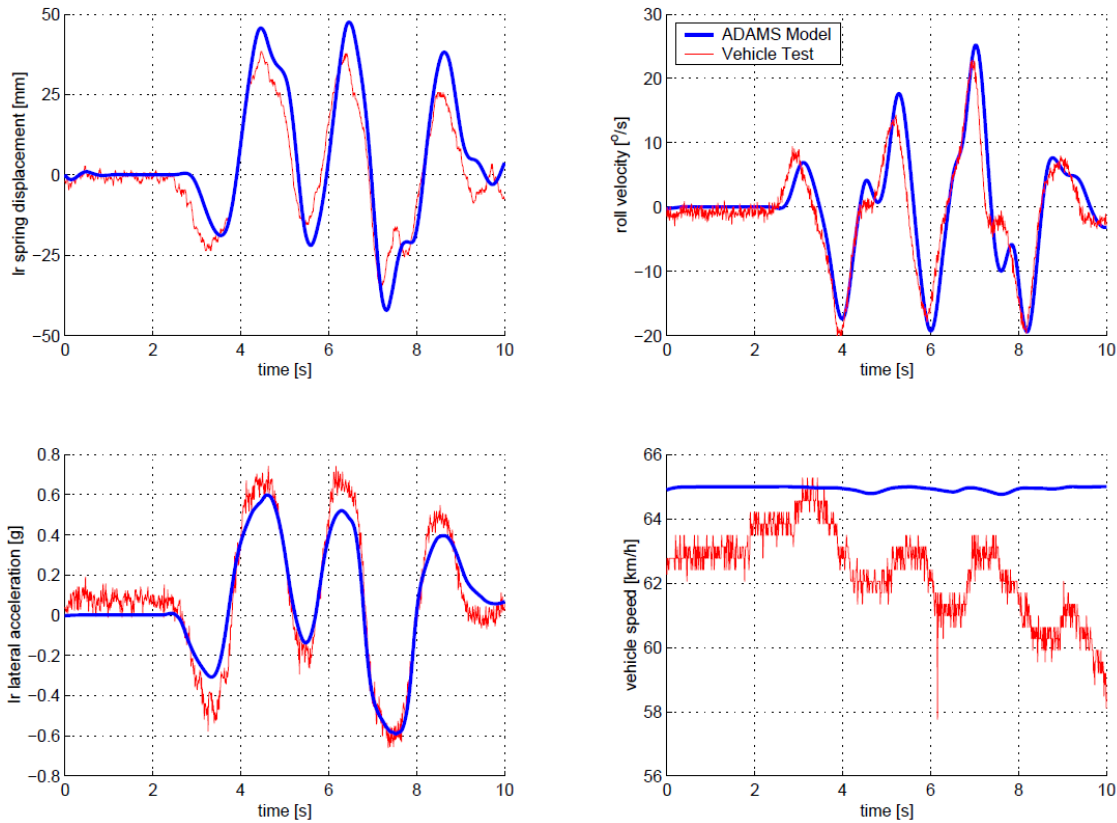 50
25
0
−25
−50
0 2 4 6 8 10
time [s]
lr spring displacement [mm]
30
20
10
0
−10
−20
0 2 4 6 8 10
time [s]
roll velocity [°/s]
ADAMS Model
Vehicle Test
0.8
0.6
0.4
0.2
0
−0.2
−0.4
−0.6
−0.8
0 2 4 6 8 10
time [s]
lr lateral acceleration [g]
66
64
62
60
58
56
0 2 4 6 8 10
time [s]
vehicle speed [km/h]